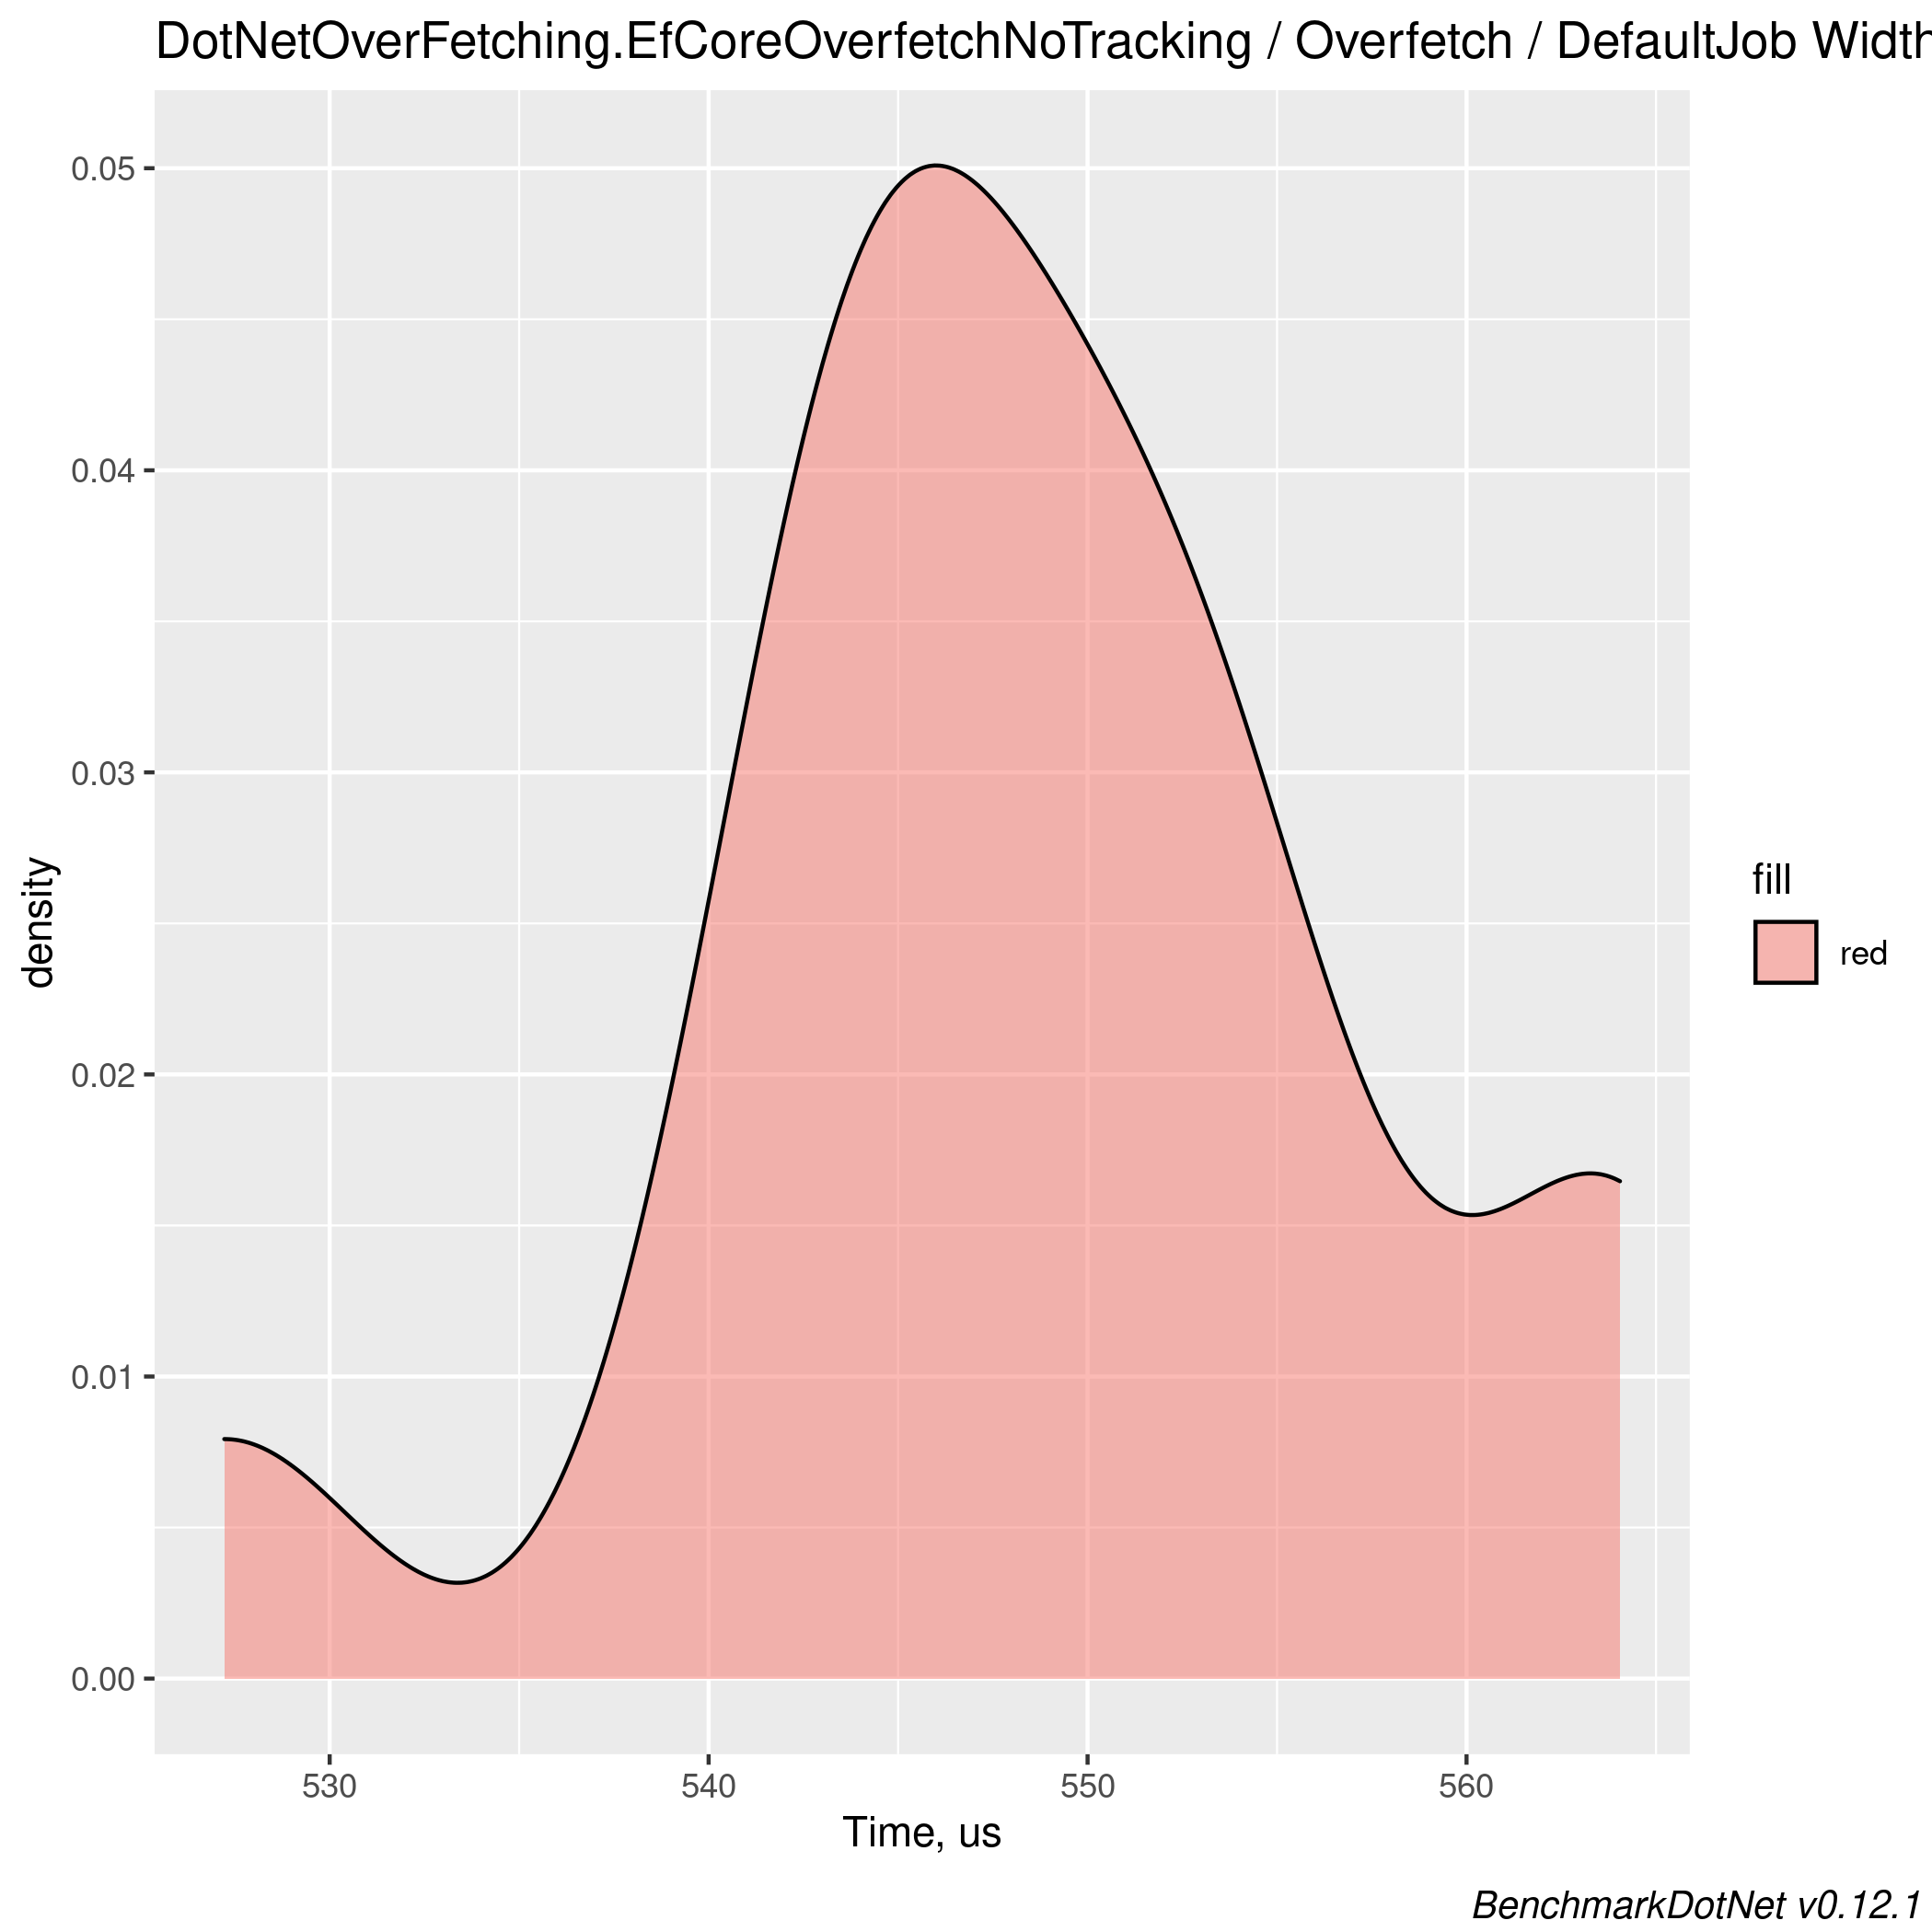 DotNetOverFetching.EfCoreOverfetchNoTracking / Overfetch / DefaultJob Width
0.05
0.04
0.03
0.02
0.01
0.00
density
530 540 550 560
Time, us
fill
red
BenchmarkDotNet v0.12.1